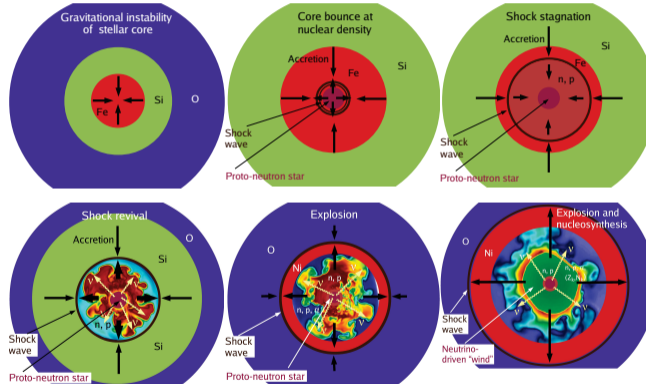 Gravitational instability
of stellar core
Fe
Si
O
Core bounce at
nuclear density
Accretion
Fe
Si
Shock
wave
Proto-neutron star
Shock stagnation
Accretion
Fe
Si
n, p
Shock
wave
Proto-neutron star
Shock revival
O
Accretion
Si
ν
ν
n, p
Si
Shock
wave
Proto-neutron star
Explosion
O
Ni
ν
n, p
n, p, α
ν
Shock
wave
Proto-neutron star
Explosion and
nucleosynthesis
O
Ni
ν
ν
n, p
n, p,
ν
ν
Shock
wave
Neutrino-
driven "wind"